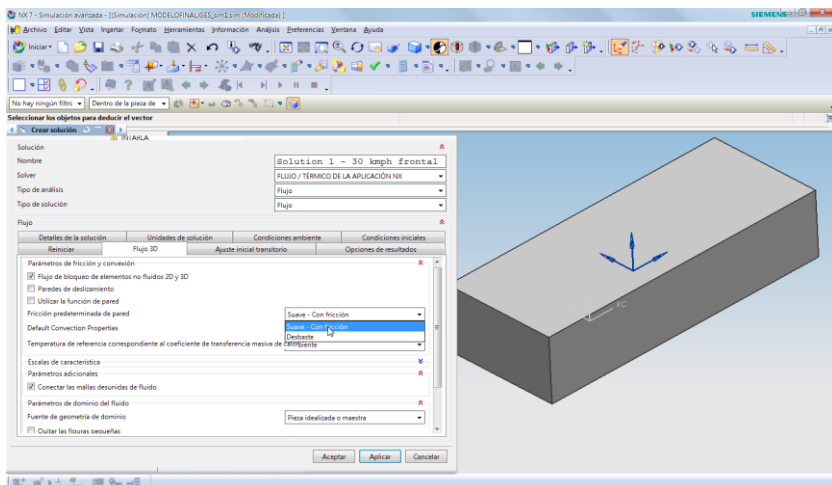 NX 7 - Simulación avanzada - [(Simulación) MODELOFINALIGES_sim1.sim (Modificada) ]
SIEMENS
Archivo Editar Vista Insertar Formato Herramientas Información Análisis Preferencias Ventana Ayuda
Iniciar
No hay ningún filtrc Dentro de la pieza de
Seleccionar los objetos para deducir el vector
Crear solución
Solución
Nombre Solution 1 - 30 kmph frontal
Solver FLUJO / TÉRMICO DE LA APLICACIÓN NX
Tipo de análisis Flujo
Tipo de solución Flujo
Flujo
Detalles de la solución Unidades de solución Condiciones ambiente Condiciones iniciales
Reiniciar Flujo 3D Ajuste inicial transitorio Opciones de resultados
Parámetros de fricción y convexión
Flujo de bloqueo de elementos no fluidos 2D y 3D
Paredes de deslizamiento
Utilizar la función de pared
Fricción predeterminada de pared Suave - Con fricción
Default Convection Properties Suave - Con fricción
Desbaste
Temperatura de referencia correspondiente al coeficiente de transferencia masiva de
Escalas de característica
Parámetros adicionales
Conectar las mallas desunidas de fluido
Parámetros de dominio del fluido
Fuente de geometría de dominio Pieza idealizada o maestra
Quitar las figuras pequeñas
Aceptar Aplicar Cancelar
XC